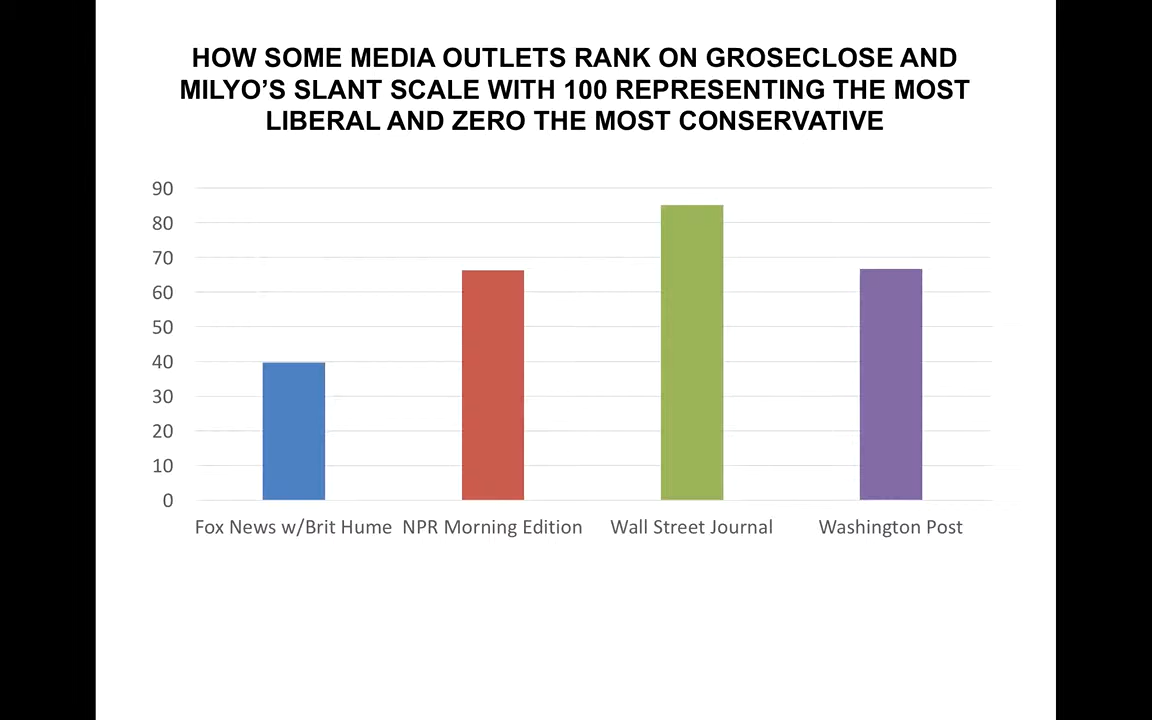 HOW SOME MEDIA OUTLETS RANK ON GROSECLOSE AND
MILYO’S SLANT SCALE WITH 100 REPRESENTING THE MOST
LIBERAL AND ZERO THE MOST CONSERVATIVE
90
80
70
60
50
40
30
20
10
0
Fox News w/Brit Hume NPR Morning Edition Wall Street Journal Washington Post